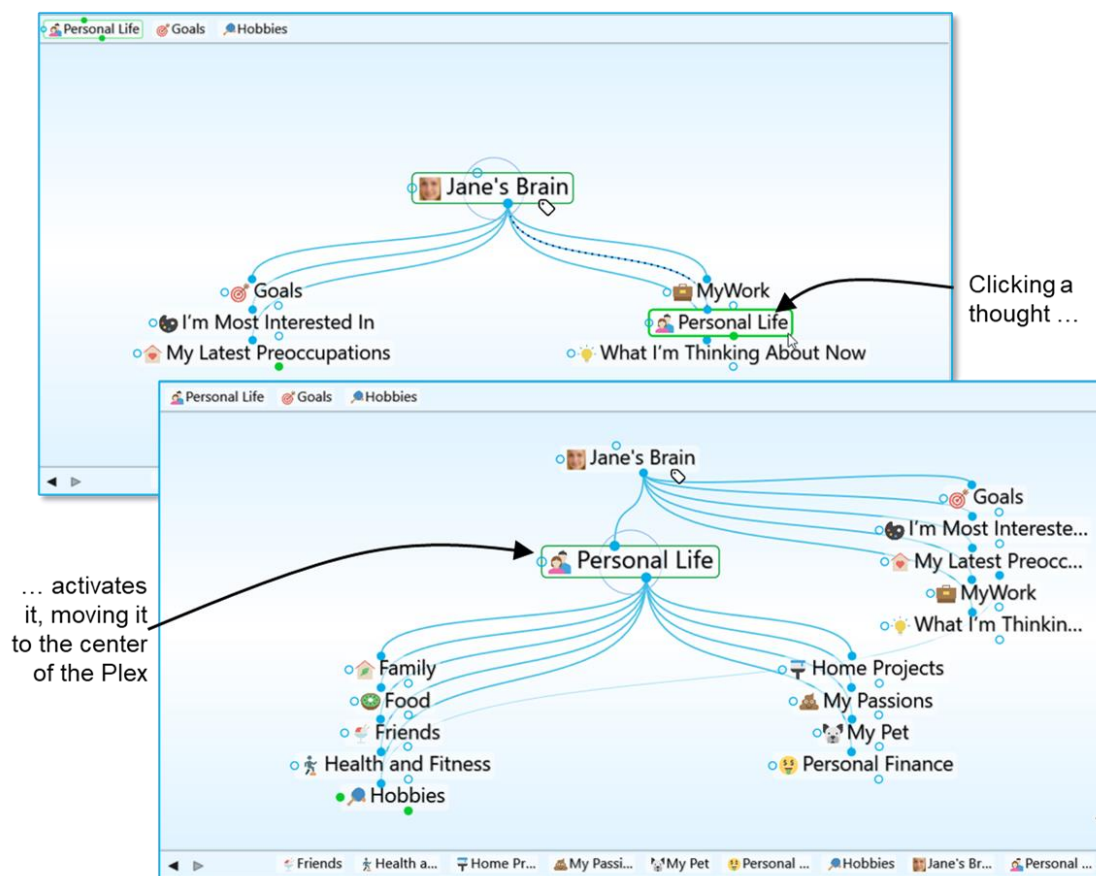 Personal Life Goals Hobbies
Jane's Brain
Goals
I'm Most Interested In
My Latest Preoccupations
MyWork
Personal Life
What I'm Thinking About Now
Clicking a
thought …
Personal Life Goals Hobbies
Jane's Brain
Goals
I'm Most Intereste...
My Latest Preocc...
MyWork
What I'm Thinkin...
Personal Life
… activates
it, moving it
to the center
of the Plex
Family
Food
Friends
Health and Fitness
Hobbies
Home Projects
My Passions
My Pet
Personal Finance
Friends Health a... Home Pr... My Passi... My Pet Personal ... Hobbies Jane's Br... Personal ...